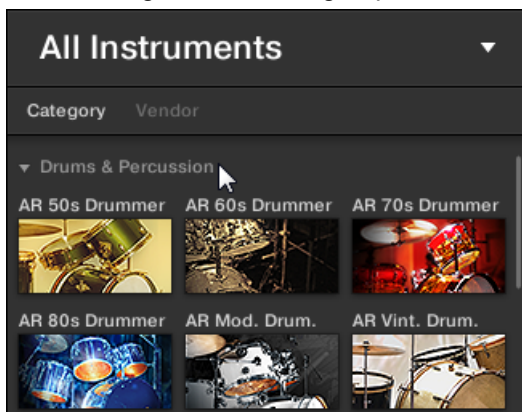 All Instruments
Category Vendor
Drums & Percussion
AR 50s Drummer AR 60s Drummer AR 70s Drummer
AR 80s Drummer AR Mod. Drum. AR Vint. Drum.